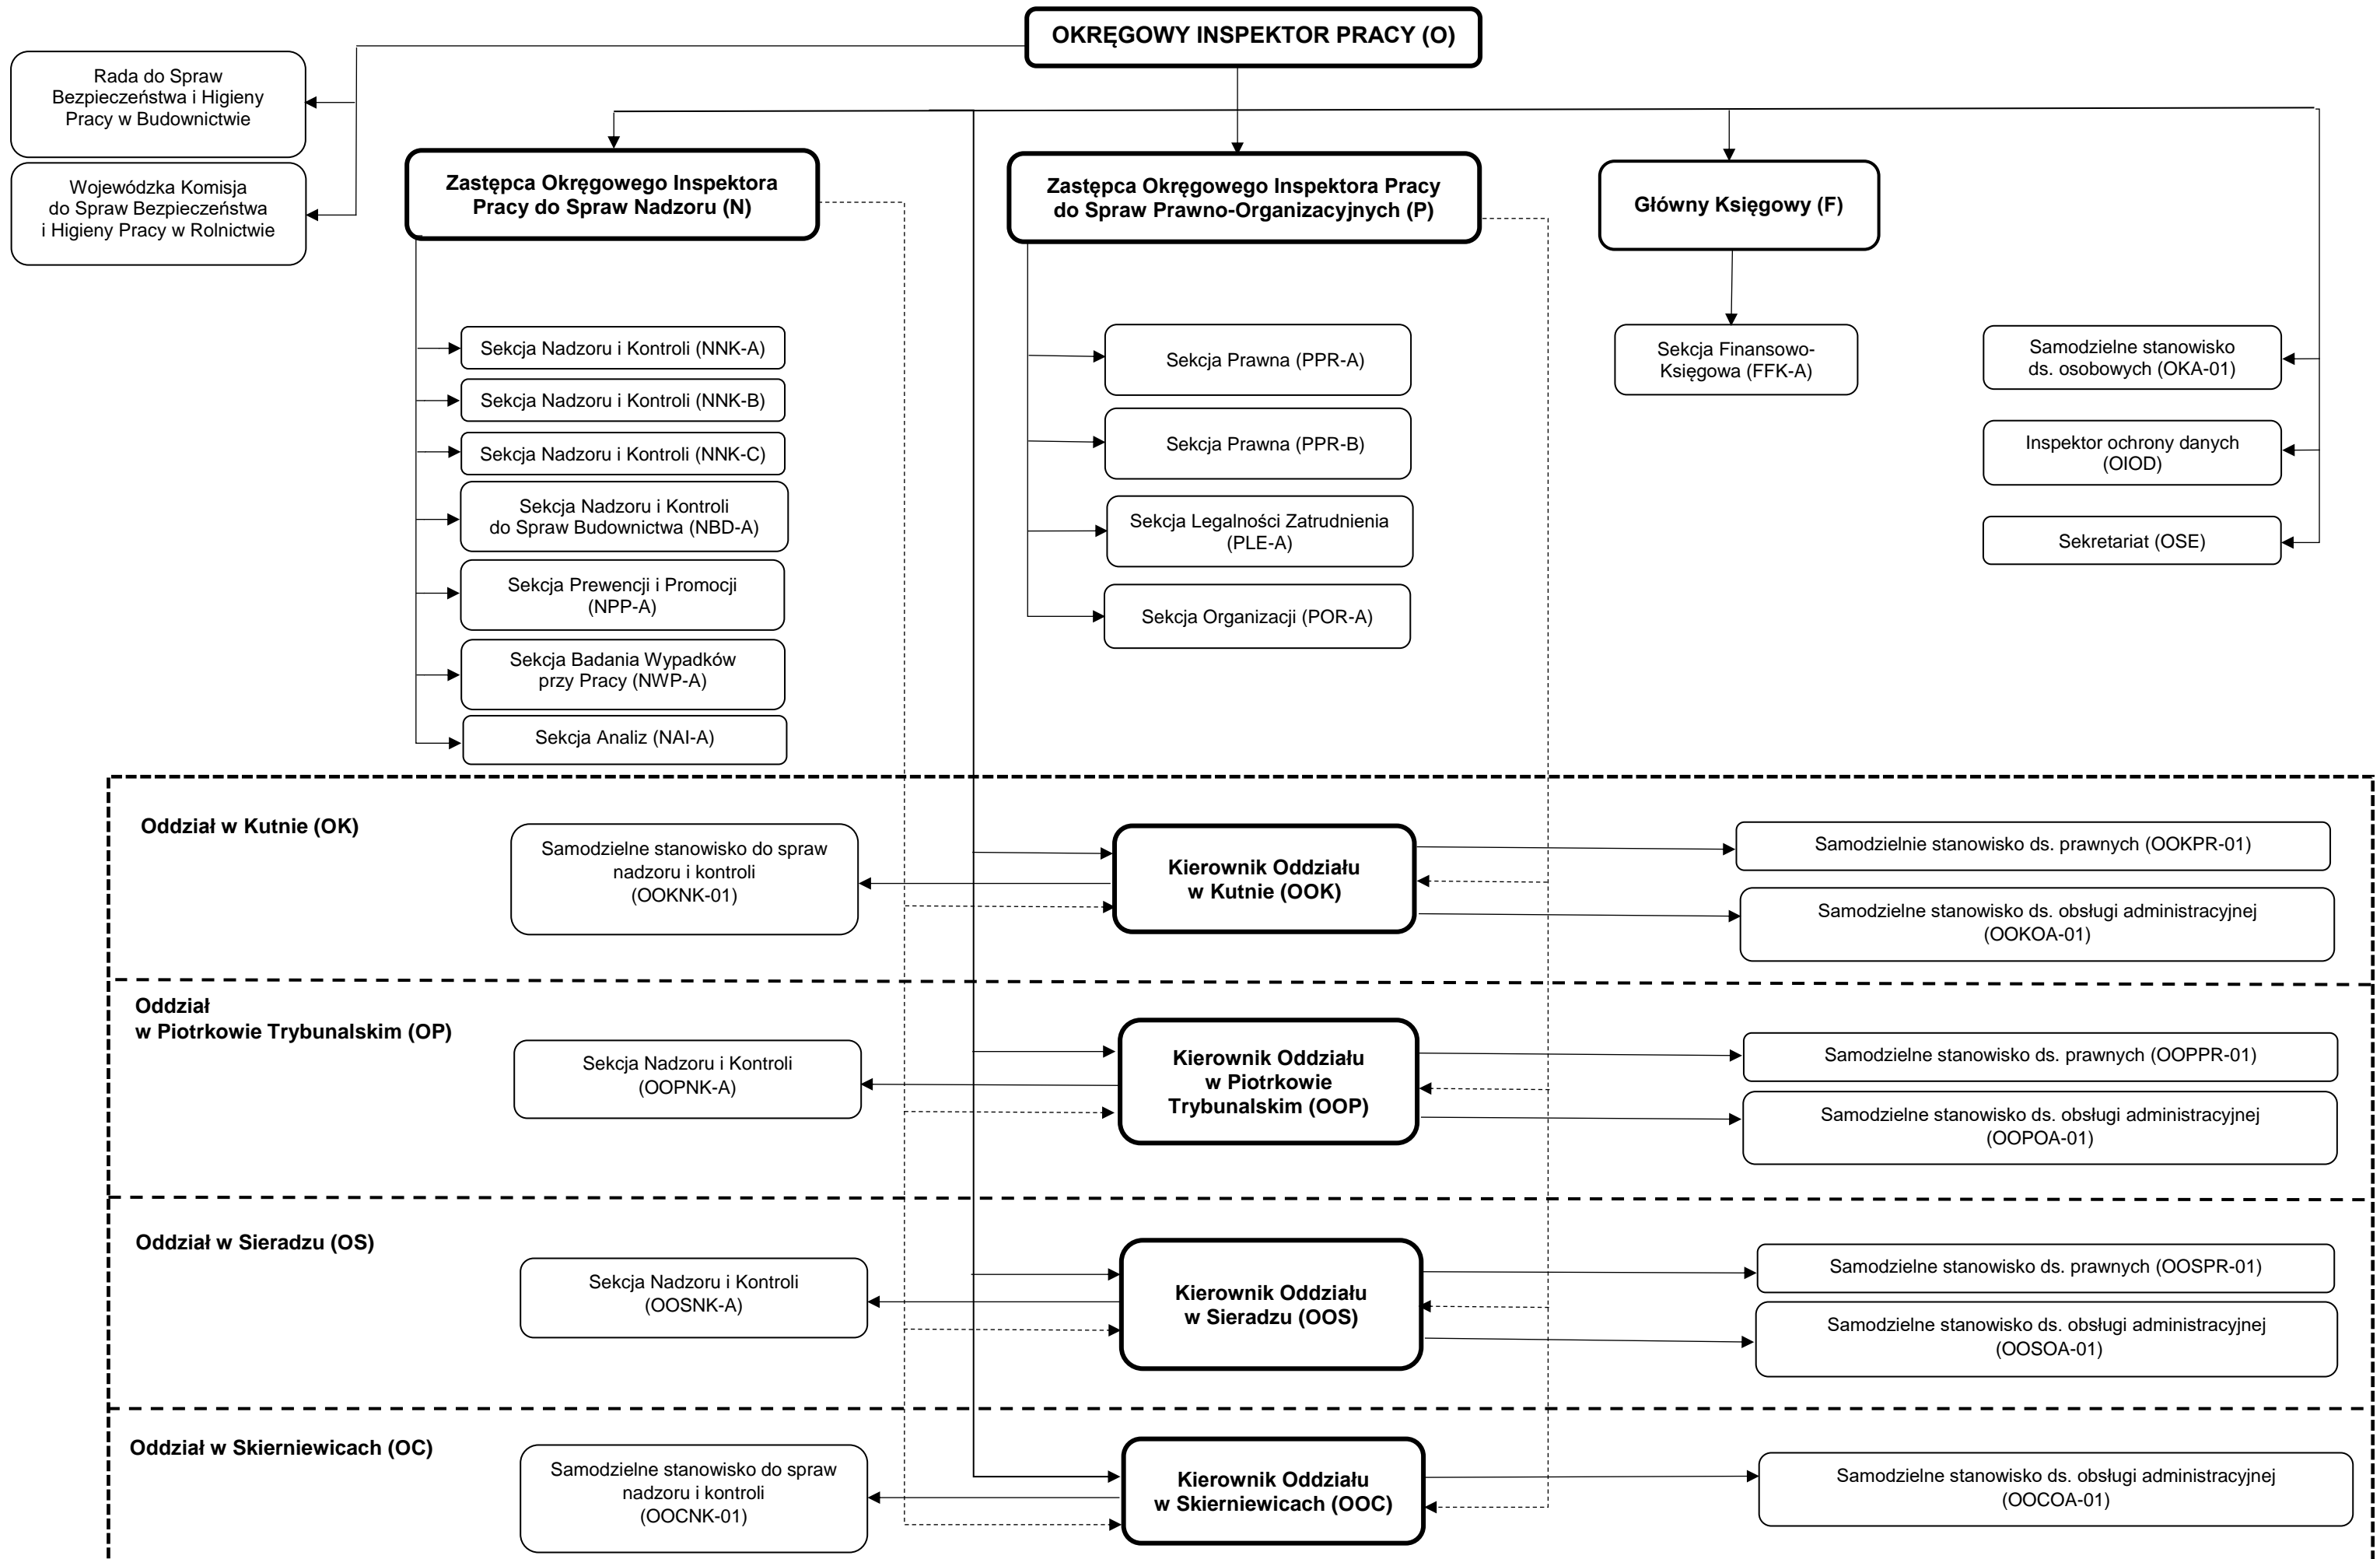 OKRĘGOWY INSPEKTOR PRACY (O)
Rada do Spraw
Bezpieczeństwa i Higieny
Pracy w Budownictwie
Wojewódzka Komisja
do Spraw Bezpieczeństwa
i Higieny Pracy w Rolnictwie
Zastępca Okręgowego Inspektora
Pracy do Spraw Nadzoru (N)
Zastępca Okręgowego Inspektora Pracy
do Spraw Prawno-Organizacyjnych (P)
Główny Księgowy (F)
Sekcja Nadzoru i Kontroli (NNK-A)
Sekcja Nadzoru i Kontroli (NNK-B)
Sekcja Nadzoru i Kontroli (NNK-C)
Sekcja Nadzoru i Kontroli
do Spraw Budownictwa (NBD-A)
Sekcja Prewencji i Promocji
(NPP-A)
Sekcja Badania Wypadków
przy Pracy (NWP-A)
Sekcja Analiz (NAI-A)
Sekcja Prawna (PPR-A)
Sekcja Prawna (PPR-B)
Sekcja Legalności Zatrudnienia
(PLE-A)
Sekcja Organizacji (POR-A)
Sekcja Finansowo-
Księgowa (FFK-A)
Samodzielne stanowisko
ds. osobowych (OKA-01)
Inspektor ochrony danych
(OIOD)
Sekretariat (OSE)
Oddział w Kutnie (OK)
Samodzielne stanowisko do spraw
nadzoru i kontroli
(OOKNK-01)
Kierownik Oddziału
w Kutnie (OOK)
Samodzielnie stanowisko ds. prawnych (OOKPR-01)
Samodzielne stanowisko ds. obsługi administracyjnej
(OOKOA-01)
Oddział
w Piotrkowie Trybunalskim (OP)
Sekcja Nadzoru i Kontroli
(OOPNK-A)
Kierownik Oddziału
w Piotrkowie
Trybunalskim (OOP)
Samodzielne stanowisko ds. prawnych (OOPPR-01)
Samodzielne stanowisko ds. obsługi administracyjnej
(OOPOA-01)
Oddział w Sieradzu (OS)
Sekcja Nadzoru i Kontroli
(OOSNK-A)
Kierownik Oddziału
w Sieradzu (OOS)
Samodzielne stanowisko ds. prawnych (OOSPR-01)
Samodzielne stanowisko ds. obsługi administracyjnej
(OOSOA-01)
Oddział w Skierniewicach (OC)
Samodzielne stanowisko do spraw
nadzoru i kontroli
(OOCNK-01)
Kierownik Oddziału
w Skierniewicach (OOC)
Samodzielne stanowisko ds. obsługi administracyjnej
(OOCOA-01)